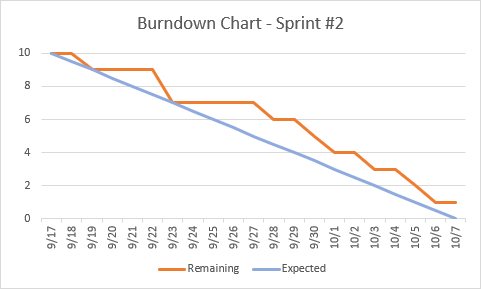 Burndown Chart - Sprint #2
10
8
6
4
2
0
9/17 9/18 9/19 9/20 9/21 9/22 9/23 9/24 9/25 9/26 9/27 9/28 9/29 9/30 10/1 10/2 10/3 10/4 10/5 10/6 10/7
Remaining Expected